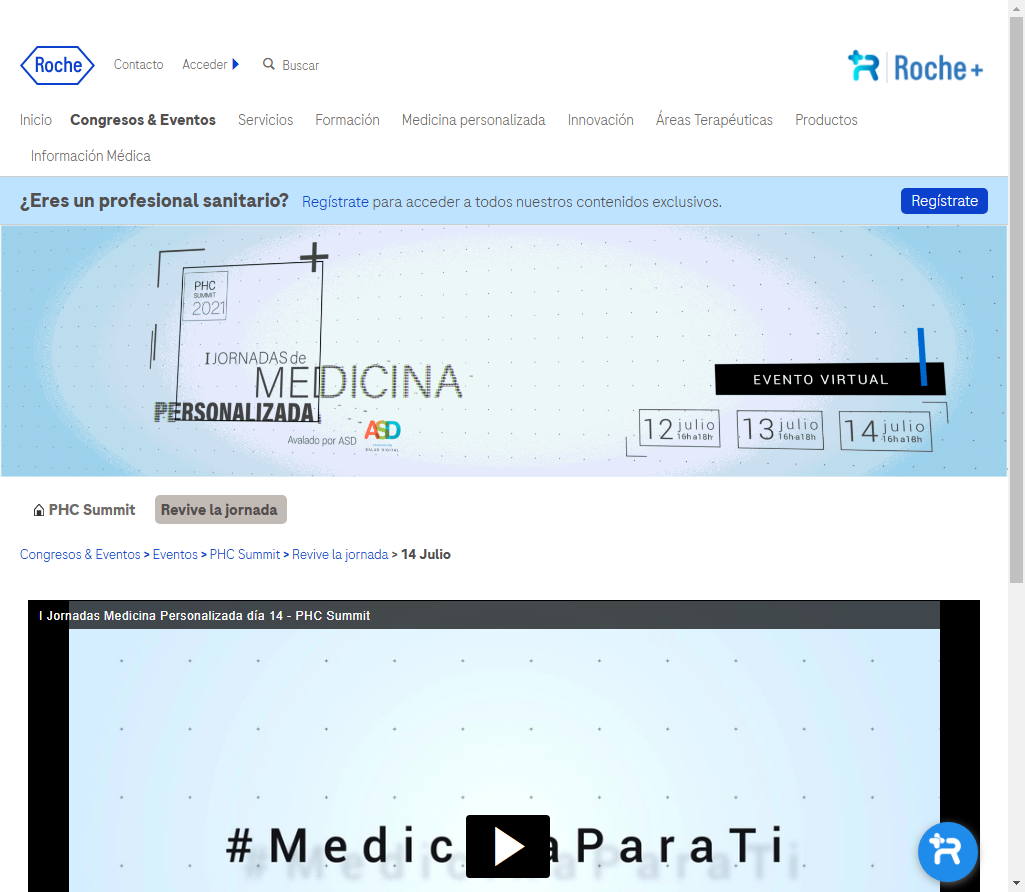 Roche
Contacto
Acceder
Buscar
Roche+
Inicio
Congresos & Eventos
Servicios
Formación
Medicina personalizada
Innovación
Áreas Terapéuticas
Productos
Información Médica
¿Eres un profesional sanitario?
Regístrate para acceder a todos nuestros contenidos exclusivos.
Regístrate
PHC
SUMMIT
2021
I JORNADAS de
MEDICINA
PERSONALIZADA
Avalado por ASD
ASD
SALUD DIGITAL
EVENTO VIRTUAL
12 julio
16h a 18h
13 julio
16h a 18h
14 julio
16h a 18h
PHC Summit
Revive la jornada
Congresos & Eventos > Eventos > PHC Summit > Revive la jornada > 14 Julio
I Jornadas Medicina Personalizada día 14 - PHC Summit
#Medic aParaTi